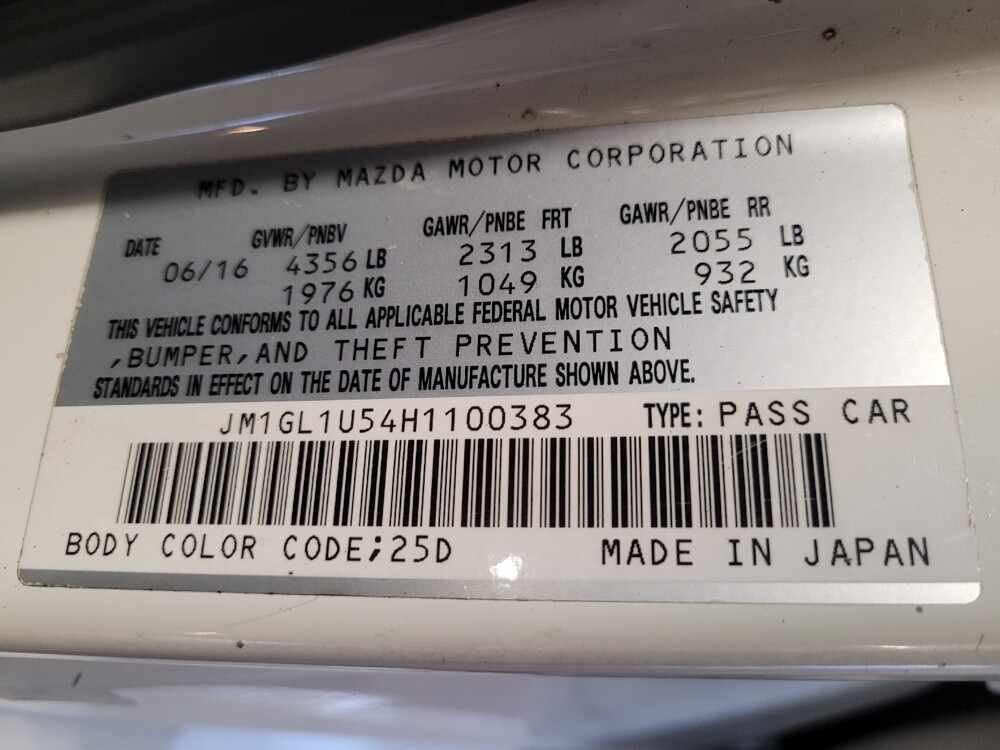 MFD. BY MAZDA MOTOR CORPORATION
DATE GVWR/PNBV GAWR/PNBE FRT GAWR/PNBE RR
06/16 4356 LB 2313 LB 2055 LB
1976 KG 1049 KG 932 KG
THIS VEHICLE CONFORMS TO ALL APPLICABLE FEDERAL MOTOR VEHICLE SAFETY
,BUMPER,AND THEFT PREVENTION
STANDARDS IN EFFECT ON THE DATE OF MANUFACTURE SHOWN ABOVE.
JM1GL1U54H1100383 TYPE: PASS CAR
BODY COLOR CODE;25D MADE IN JAPAN